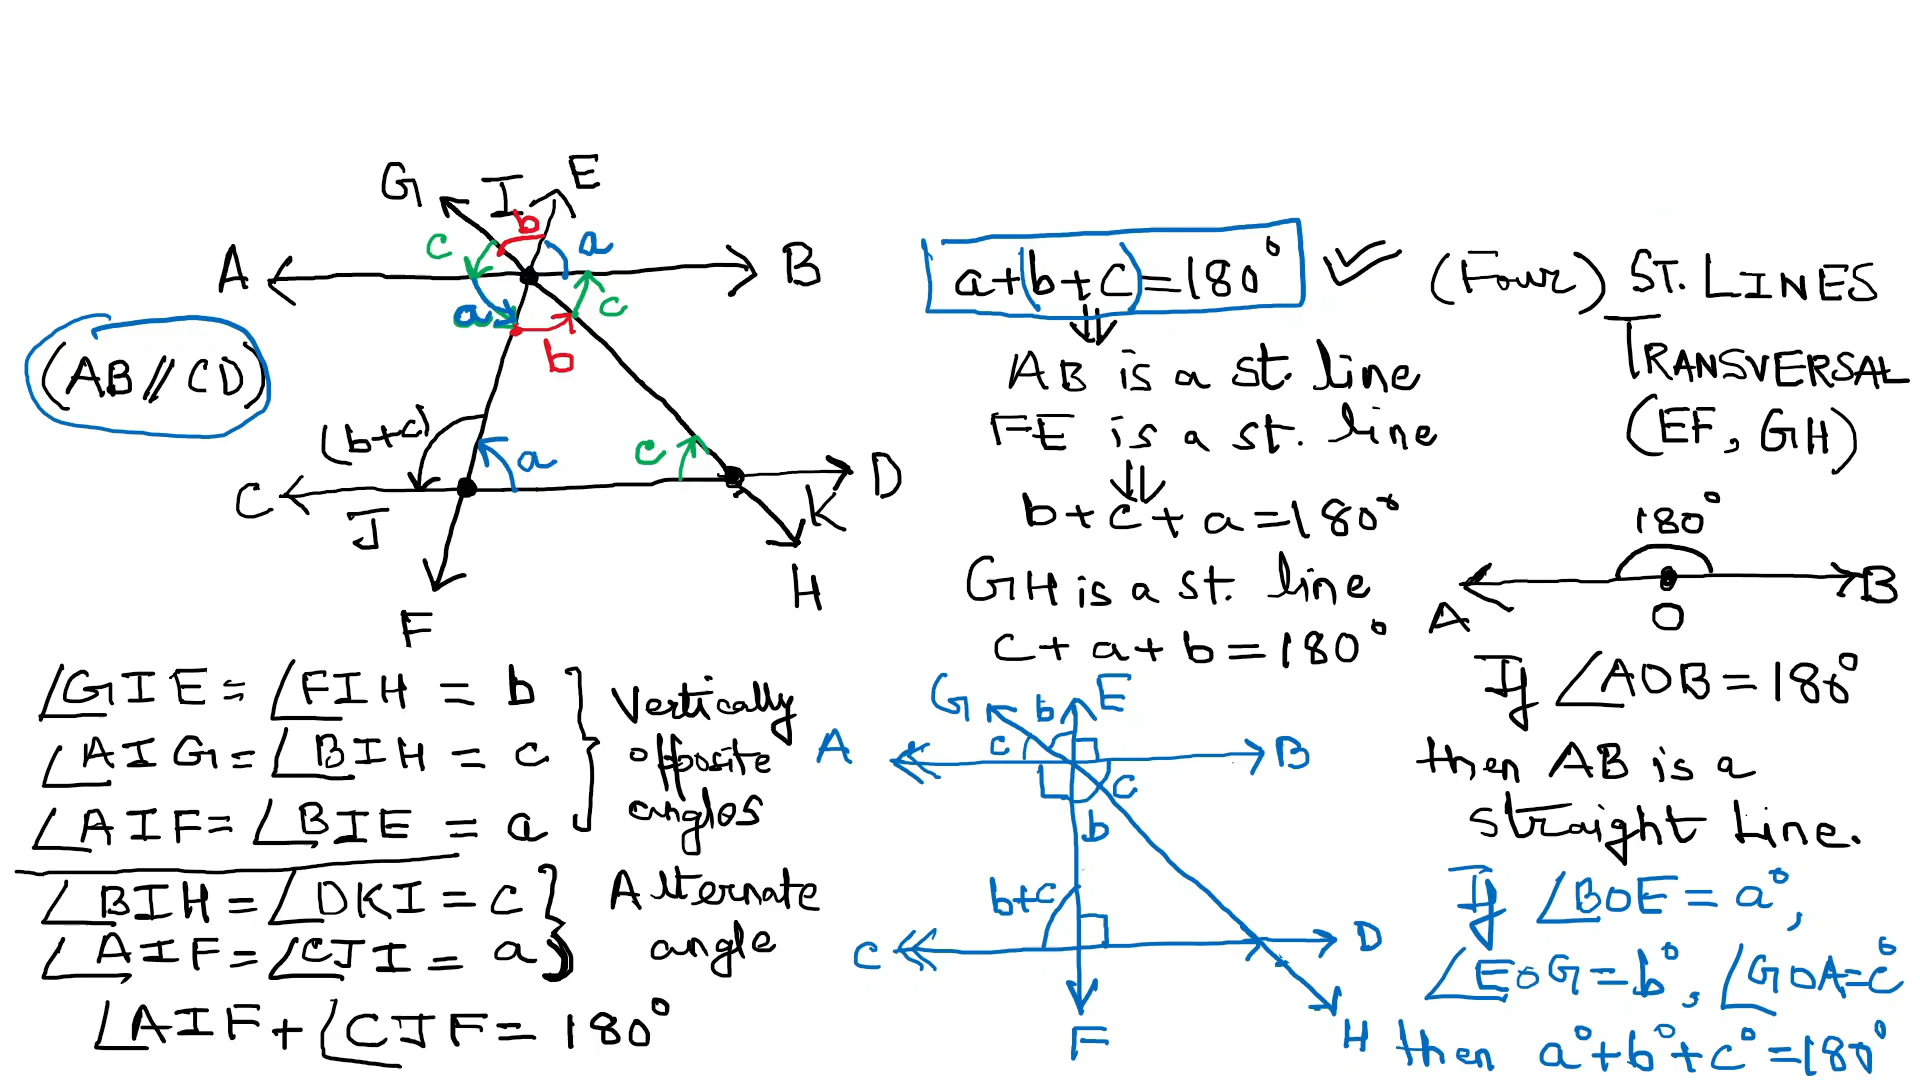 G I E
b
c a
A B
a c
b
(AB // CD)
(b+c)
a c
C J K D
F H
∠GIE = ∠FIH = b
∠AIG = ∠BIH = c
∠AIF = ∠BIE = a
Vertically
opposite
angles
∠BIH = ∠DKI = c
∠AIF = ∠CJI = a
Alternate
angle
∠AIF + ∠CJF = 180°
a+(b+c)=180°
⇓
AB is a st. line
FE is a st. line
⇓
b+c+a=180°
GH is a st. line
c+a+b=180°
G b E
A c B
c
b
b+c
C D
F H
(Four) ST. LINES
TRANSVERSAL
(EF, GH)
180°
A O B
If ∠AOB = 180°
then AB is a
straight line.
If ∠BOE = a°,
∠EOG = b°, ∠GOA = c°
then a°+b°+c° = 180°